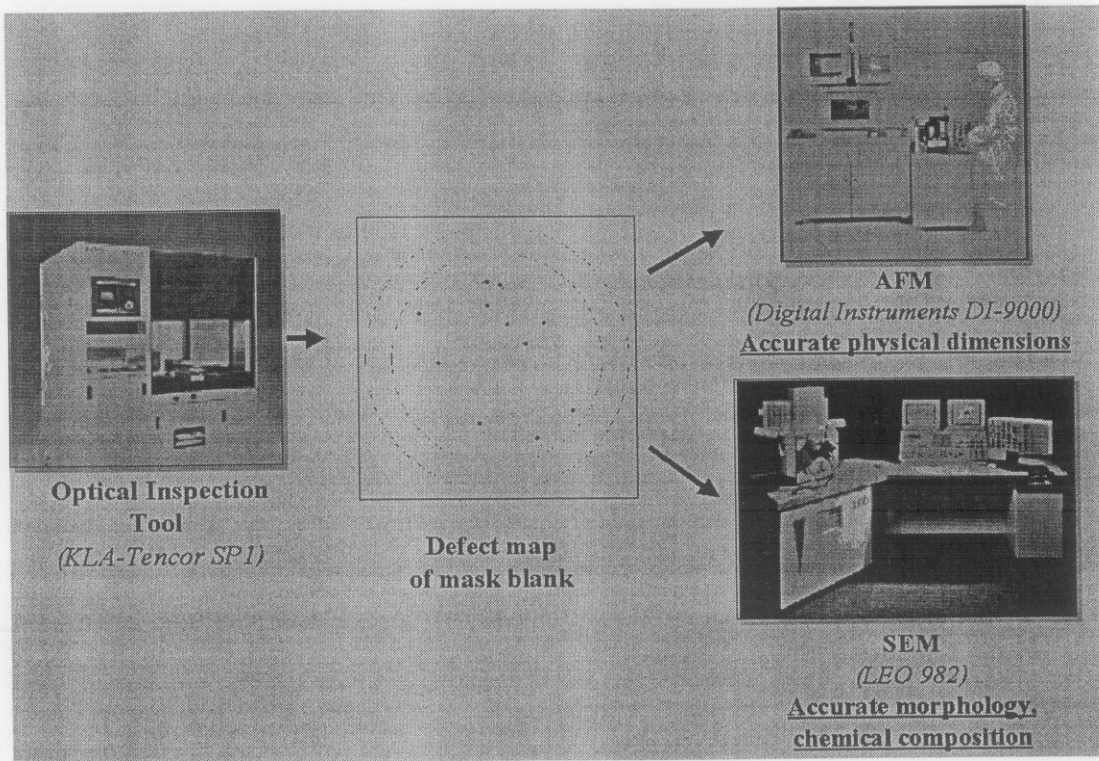 Optical Inspection
Tool
(KLA-Tencor SP1)
Defect map
of mask blank
AFM
(Digital Instruments DI-9000)
Accurate physical dimensions
SEM
(LEO 982)
Accurate morphology,
chemical composition